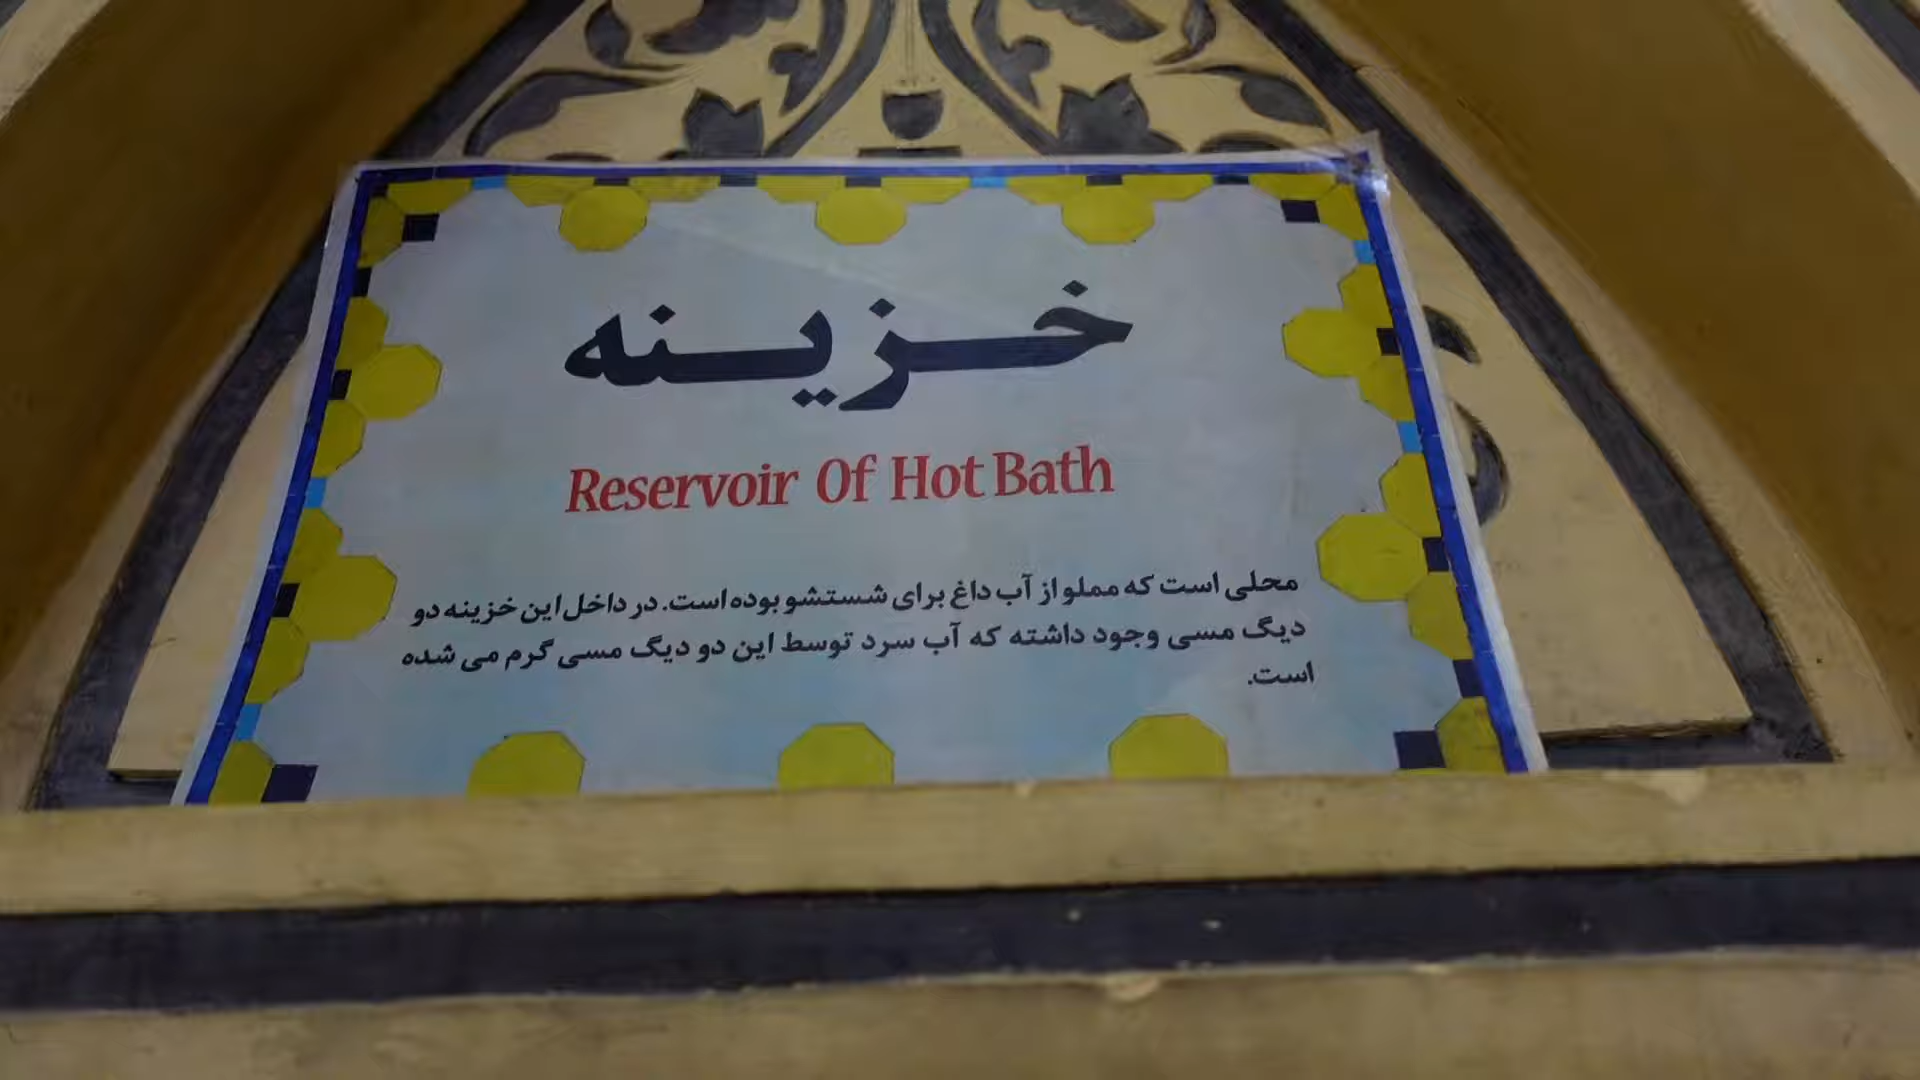 خزینه
Reservoir Of Hot Bath
محلی است که مملو از آب داغ برای شستشو بوده است. در داخل این خزینه دو
دیگ مسی وجود داشته که آب سرد توسط این دو دیگ مسی گرم می شده
است.